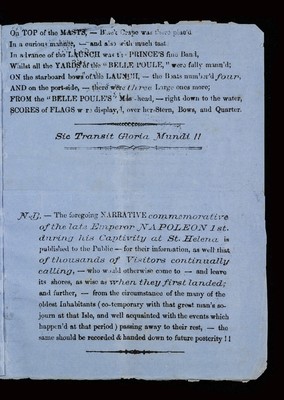 On TOP of the MASTS, — Black Crape was there plac'd
In a curious manner, — and also with much tast.
In advance of the LAUNCH was the PRINCE'S fine Band,
Whilst all the YARDS of the "BELLE POULE," were fully mann'd;
ON the starboard bows of the LAUNCH, — the Boats number'd four,
AND on the port-side, — there were three Large ones more;
FROM the "BELLE POULE'S" Mas -head, — right down to the water,
SCORES of FLAGS were display'd, over her Stern, Bows, and Quarter.
Sic Transit Gloria Mundi !!
N.B. — The foregoing NARRATIVE commemorative
of the late Emperor NAPOLEON 1st.
during his Captivity at St. Helena is
published to the Public — for their information, as well that
of thousands of Visitors continually
calling, — who would otherwise come to — and leave
its shores, as wise as when they first landed;
and further, — from the circumstance of the many of the
oldest Inhabitants (co-temporary with that great man's so-
journ at that Isle, and well acquainted with the events which
happen'd at that period) passing away to their rest, — the
same should be recorded & handed down to future posterity !!